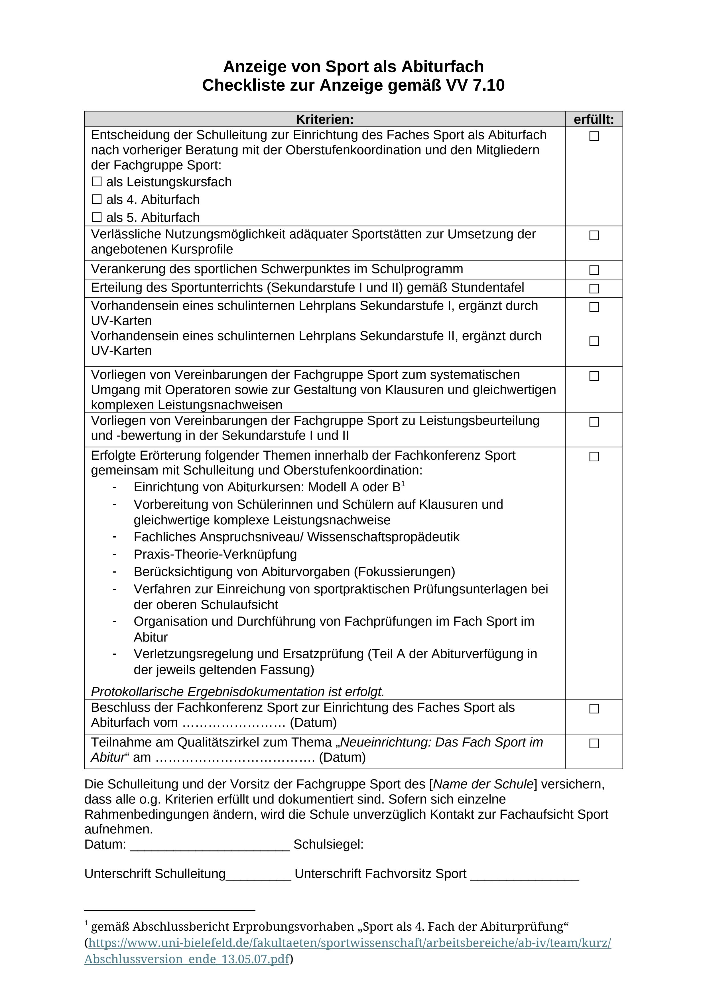 Anzeige von Sport als Abiturfach
Checkliste zur Anzeige gemäß VV 7.10
Kriterien: erfüllt:
Entscheidung der Schulleitung zur Einrichtung des Faches Sport als Abiturfach ☐
nach vorheriger Beratung mit der Oberstufenkoordination und den Mitgliedern
der Fachgruppe Sport:
☐ als Leistungskursfach
☐ als 4. Abiturfach
☐ als 5. Abiturfach
Verlässliche Nutzungsmöglichkeit adäquater Sportstätten zur Umsetzung der ☐
angebotenen Kursprofile
Verankerung des sportlichen Schwerpunktes im Schulprogramm ☐
Erteilung des Sportunterrichts (Sekundarstufe I und II) gemäß Stundentafel ☐
Vorhandensein eines schulinternen Lehrplans Sekundarstufe I, ergänzt durch ☐
UV-Karten
Vorhandensein eines schulinternen Lehrplans Sekundarstufe II, ergänzt durch ☐
UV-Karten
Vorliegen von Vereinbarungen der Fachgruppe Sport zum systematischen ☐
Umgang mit Operatoren sowie zur Gestaltung von Klausuren und gleichwertigen
komplexen Leistungsnachweisen
Vorliegen von Vereinbarungen der Fachgruppe Sport zu Leistungsbeurteilung ☐
und -bewertung in der Sekundarstufe I und II
Erfolgte Erörterung folgender Themen innerhalb der Fachkonferenz Sport ☐
gemeinsam mit Schulleitung und Oberstufenkoordination:
- Einrichtung von Abiturkursen: Modell A oder B¹
- Vorbereitung von Schülerinnen und Schülern auf Klausuren und
gleichwertige komplexe Leistungsnachweise
- Fachliches Anspruchsniveau/ Wissenschaftspropädeutik
- Praxis-Theorie-Verknüpfung
- Berücksichtigung von Abiturvorgaben (Fokussierungen)
- Verfahren zur Einreichung von sportpraktischen Prüfungsunterlagen bei
der oberen Schulaufsicht
- Organisation und Durchführung von Fachprüfungen im Fach Sport im
Abitur
- Verletzungsregelung und Ersatzprüfung (Teil A der Abiturverfügung in
der jeweils geltenden Fassung)
Protokollarische Ergebnisdokumentation ist erfolgt.
Beschluss der Fachkonferenz Sport zur Einrichtung des Faches Sport als ☐
Abiturfach vom …………………… (Datum)
Teilnahme am Qualitätszirkel zum Thema „Neueinrichtung: Das Fach Sport im ☐
Abitur“ am ………………………………. (Datum)
Die Schulleitung und der Vorsitz der Fachgruppe Sport des [Name der Schule] versichern,
dass alle o.g. Kriterien erfüllt und dokumentiert sind. Sofern sich einzelne
Rahmenbedingungen ändern, wird die Schule unverzüglich Kontakt zur Fachaufsicht Sport
aufnehmen.
Datum: ______________________ Schulsiegel:
Unterschrift Schulleitung_________ Unterschrift Fachvorsitz Sport _______________
¹ gemäß Abschlussbericht Erprobungsvorhaben „Sport als 4. Fach der Abiturprüfung“
(https://www.uni-bielefeld.de/fakultaeten/sportwissenschaft/arbeitsbereiche/ab-iv/team/kurz/
Abschlussversion_ende_13.05.07.pdf)